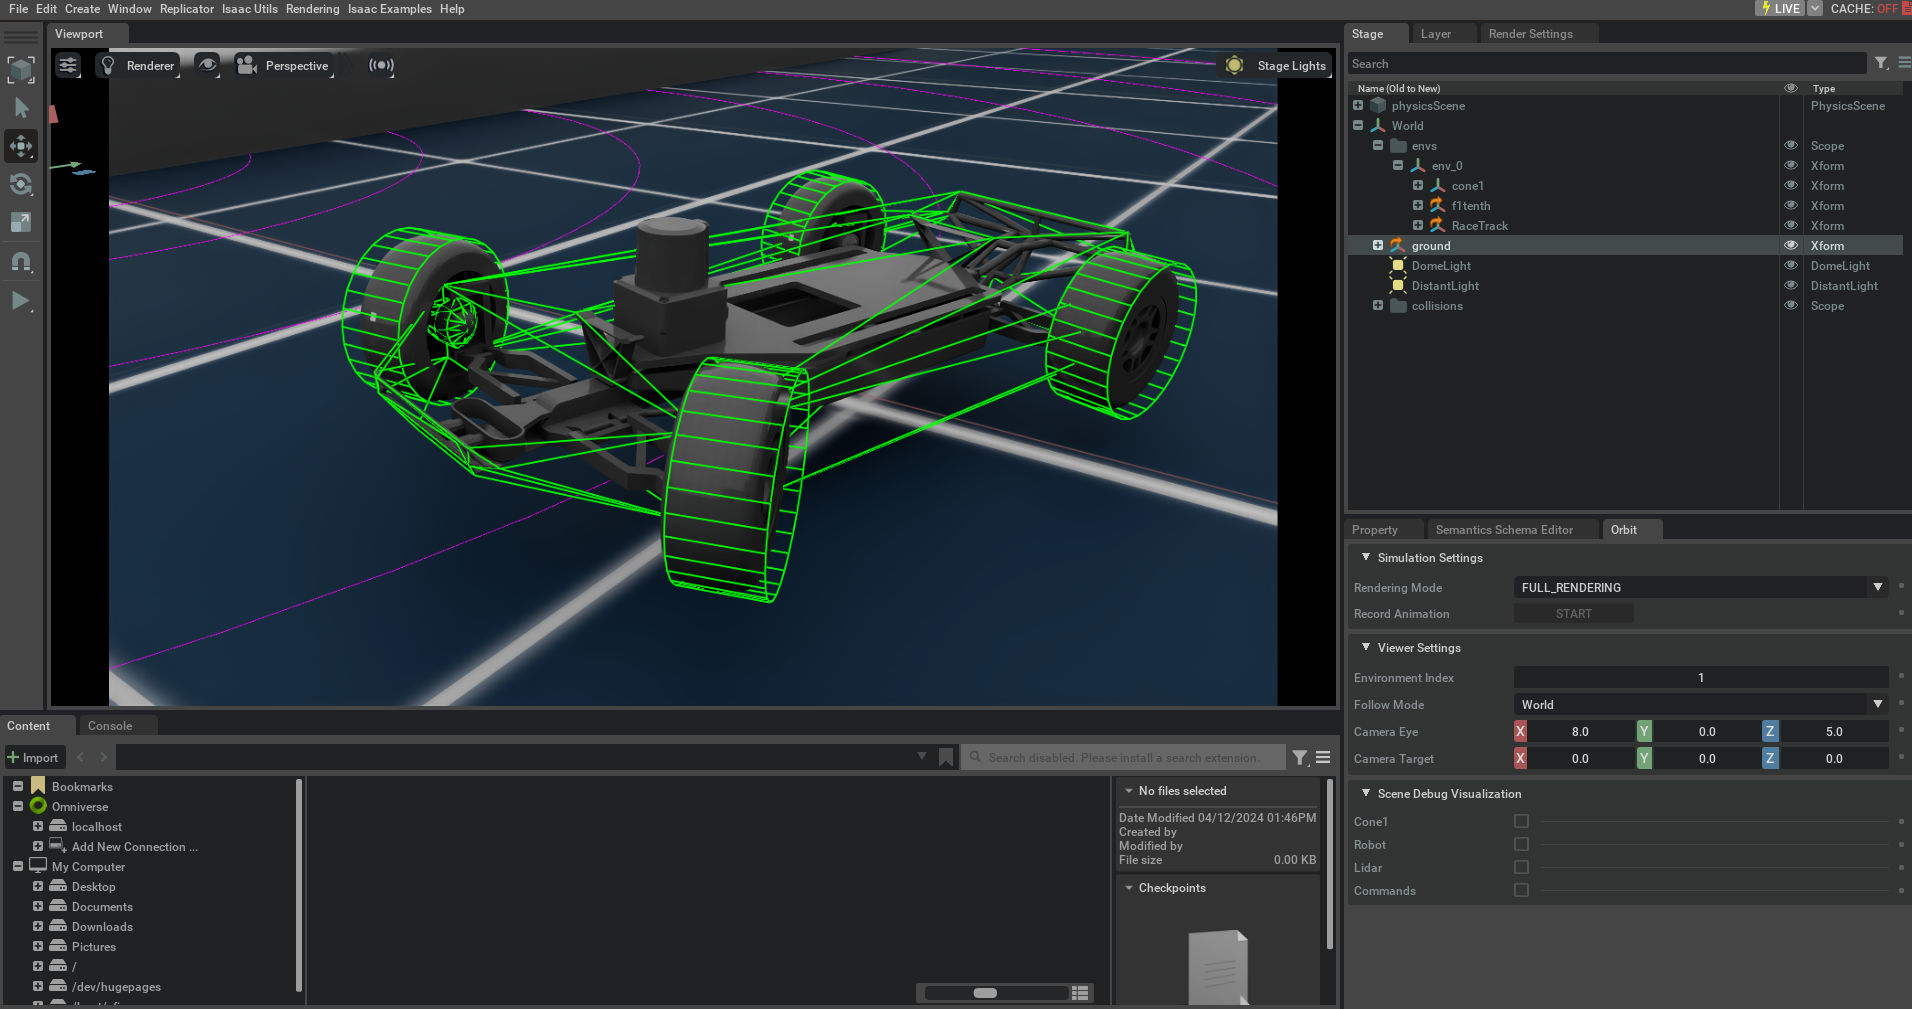 File Edit Create Window Replicator Isaac Utils Rendering Isaac Examples Help
LIVE CACHE: OFF
Viewport
Renderer Perspective Stage Lights
Stage Layer Render Settings
Search
Name (Old to New) Type
physicsScene PhysicsScene
World
envs Scope
env_0 Xform
cone1 Xform
f1tenth Xform
RaceTrack Xform
ground Xform
DomeLight DomeLight
DistantLight DistantLight
collisions Scope
Property Semantics Schema Editor Orbit
Simulation Settings
Rendering Mode FULL_RENDERING
Record Animation START
Viewer Settings
Environment Index 1
Follow Mode World
Camera Eye X 8.0 Y 0.0 Z 5.0
Camera Target X 0.0 Y 0.0 Z 0.0
Scene Debug Visualization
Cone1
Robot
Lidar
Commands
Content Console
Import Search disabled. Please install a search extension.
Bookmarks
Omniverse
localhost
Add New Connection ...
My Computer
Desktop
Documents
Downloads
Pictures
/
/dev/hugepages
No files selected
Date Modified 04/12/2024 01:46PM
Created by
Modified by
File size 0.00 KB
Checkpoints